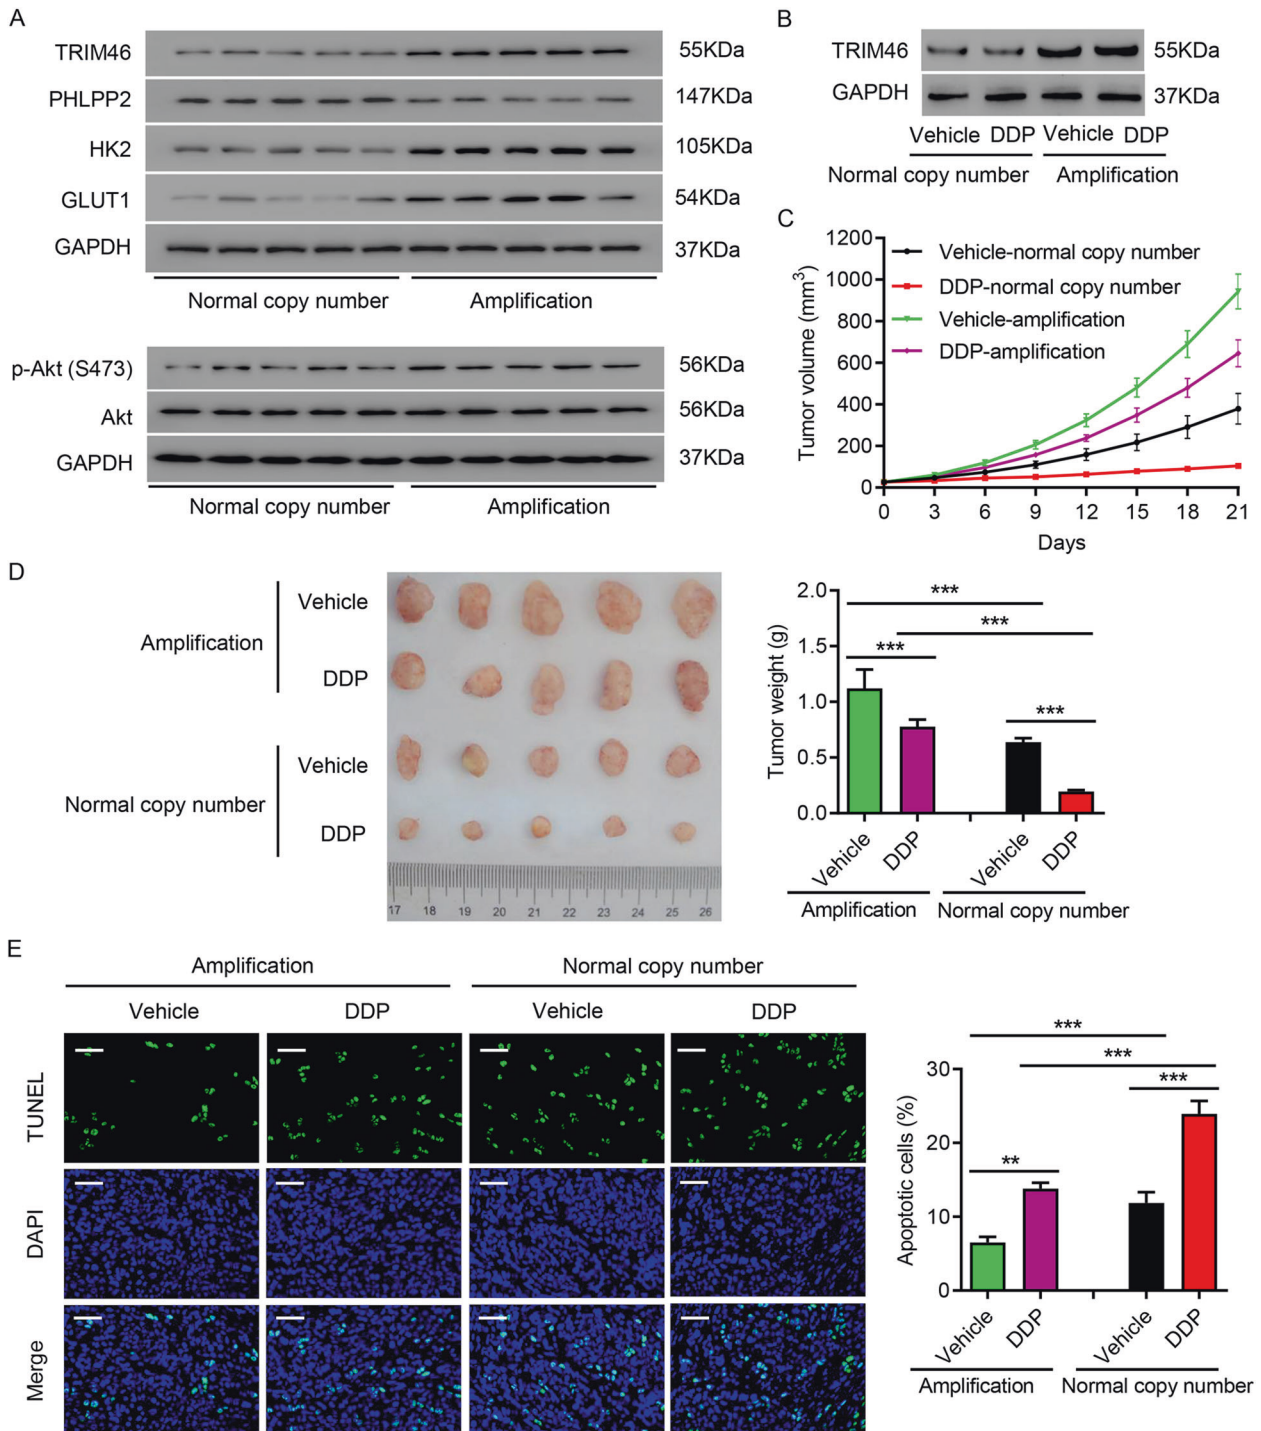 A
TRIM46 55KDa
PHLPP2 147KDa
HK2 105KDa
GLUT1 54KDa
GAPDH 37KDa
Normal copy number Amplification
p-Akt (S473) 56KDa
Akt 56KDa
GAPDH 37KDa
Normal copy number Amplification
B
TRIM46 55KDa
GAPDH 37KDa
Vehicle DDP Vehicle DDP
Normal copy number Amplification
C
Tumor volume (mm³)
1200
1000
800
600
400
200
0
Vehicle-normal copy number
DDP-normal copy number
Vehicle-amplification
DDP-amplification
0 3 6 9 12 15 18 21
Days
D
Amplification
Vehicle
DDP
Normal copy number
Vehicle
DDP
17 18 19 20 21 22 23 24 25 26
Tumor weight (g)
2.0
1.5
1.0
0.5
0.0
***
***
***
***
Vehicle DDP Vehicle DDP
Amplification Normal copy number
E
Amplification Normal copy number
Vehicle DDP Vehicle DDP
TUNEL
DAPI
Merge
Apoptotic cells (%)
30
20
10
0
***
***
***
**
Vehicle DDP Vehicle DDP
Amplification Normal copy number